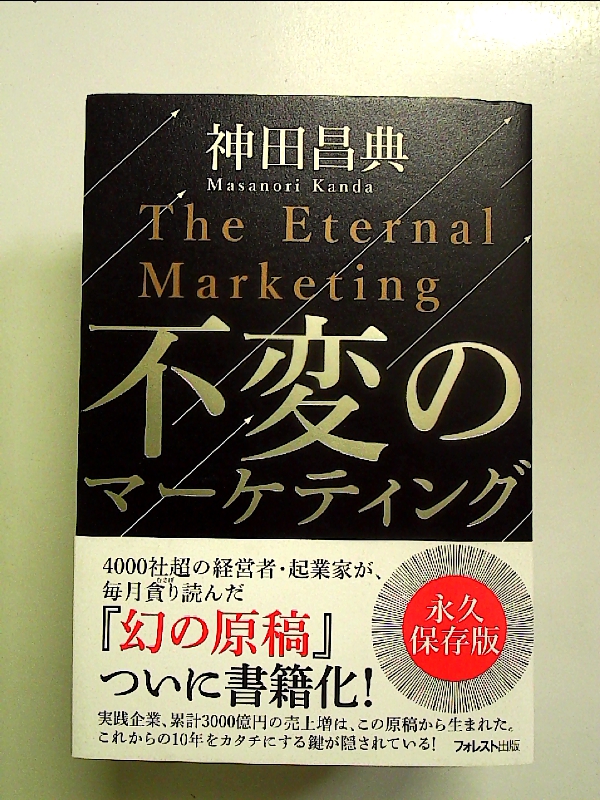 神田昌典
Masanori Kanda
The Eternal
Marketing
不変の
マーケティング
4000社超の経営者・起業家が、
毎月貪り読んだ
むさぼ
『幻の原稿』
ついに書籍化!
永久
保存版
実践企業、累計3000億円の売上増は、この原稿から生まれた。
これからの10年をカタチにする鍵が隠されている!
フォレスト出版